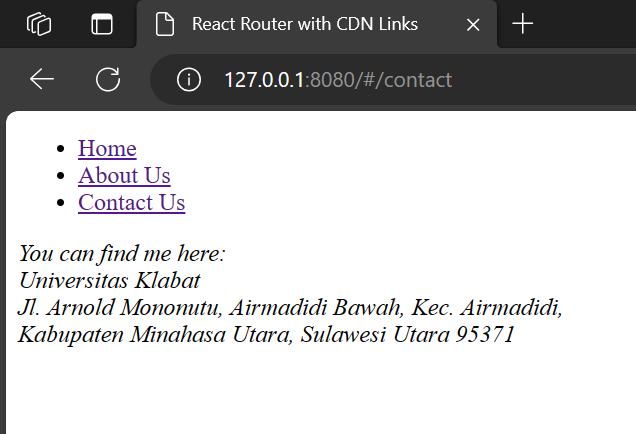 React Router with CDN Links
127.0.0.1:8080/#/contact
Home
About Us
Contact Us
You can find me here:
Universitas Klabat
Jl. Arnold Mononutu, Airmadidi Bawah, Kec. Airmadidi,
Kabupaten Minahasa Utara, Sulawesi Utara 95371